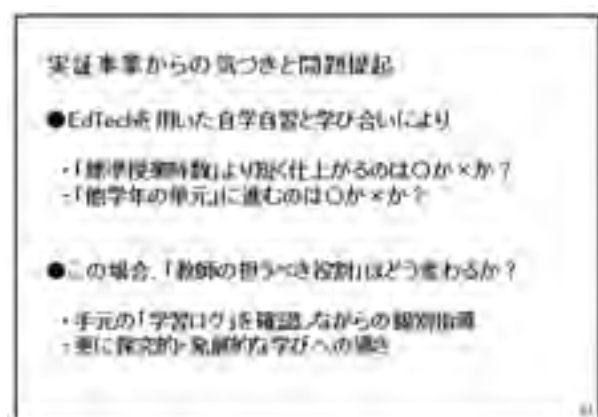 実証事業からの気づきと問題提起
●EdTechを用いた自学自習と学び合いにより
・「標準授業時数」より短く仕上がるのは〇か×か？
・「他学年の単元」に進むのは〇か×か？
●この場合、「教師の担うべき役割」はどう変わるか？
・手元の「学習ログ」を確認しながらの個別指導
・更に探究的・発展的な学びへの導き